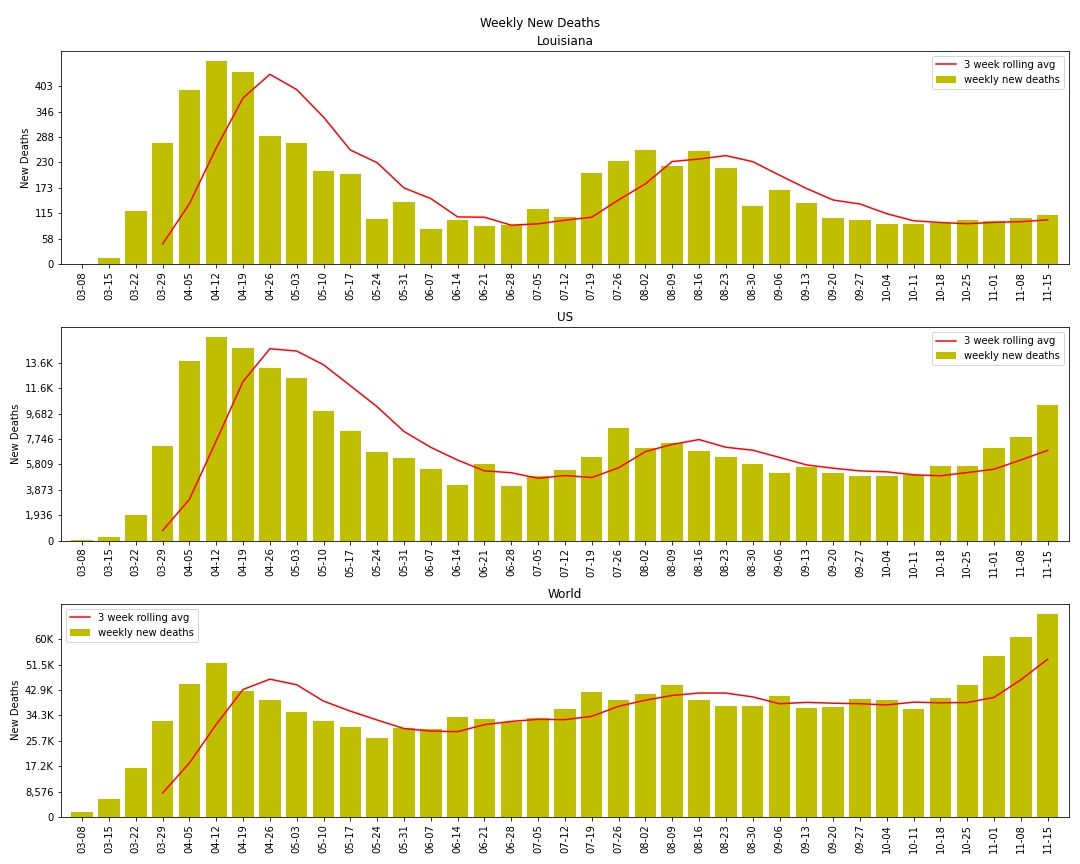 Weekly New Deaths
Louisiana
3 week rolling avg
weekly new deaths
New Deaths
403
346
288
230
173
115
58
0
03-08 03-15 03-22 03-29 04-05 04-12 04-19 04-26 05-03 05-10 05-17 05-24 05-31 06-07 06-14 06-21 06-28 07-05 07-12 07-19 07-26 08-02 08-09 08-16 08-23 08-30 09-06 09-13 09-20 09-27 10-04 10-11 10-18 10-25 11-01 11-08 11-15
US
3 week rolling avg
weekly new deaths
New Deaths
13.6K
11.6K
9,682
7,746
5,809
3,873
1,936
0
03-08 03-15 03-22 03-29 04-05 04-12 04-19 04-26 05-03 05-10 05-17 05-24 05-31 06-07 06-14 06-21 06-28 07-05 07-12 07-19 07-26 08-02 08-09 08-16 08-23 08-30 09-06 09-13 09-20 09-27 10-04 10-11 10-18 10-25 11-01 11-08 11-15
World
3 week rolling avg
weekly new deaths
New Deaths
60K
51.5K
42.9K
34.3K
25.7K
17.2K
8,576
0
03-08 03-15 03-22 03-29 04-05 04-12 04-19 04-26 05-03 05-10 05-17 05-24 05-31 06-07 06-14 06-21 06-28 07-05 07-12 07-19 07-26 08-02 08-09 08-16 08-23 08-30 09-06 09-13 09-20 09-27 10-04 10-11 10-18 10-25 11-01 11-08 11-15